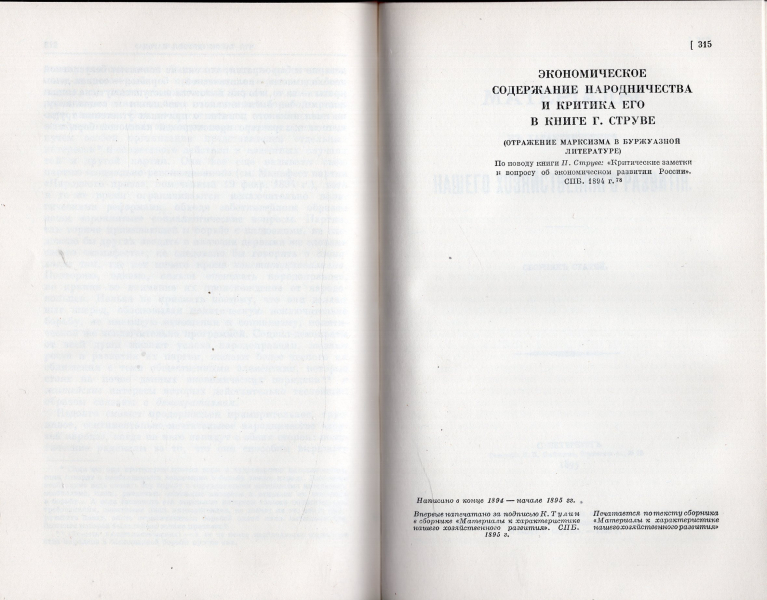 [ 315
ЭКОНОМИЧЕСКОЕ
СОДЕРЖАНИЕ НАРОДНИЧЕСТВА
И КРИТИКА ЕГО
В КНИГЕ Г. СТРУВЕ
(ОТРАЖЕНИЕ МАРКСИЗМА В БУРЖУАЗНОЙ
ЛИТЕРАТУРЕ)
По поводу книги П. Струве: «Критические заметки
к вопросу об экономическом развитии России».
СПБ. 1894 г.78
Написано в конце 1894 — начале 1895 гг.
Впервые напечатано за подписью К. Тулин
в сборнике «Материалы к характеристике
нашего хозяйственного развития». СПБ.
1895 г.
Печатается по тексту сборника
«Материалы к характеристике
нашего хозяйственного развития»